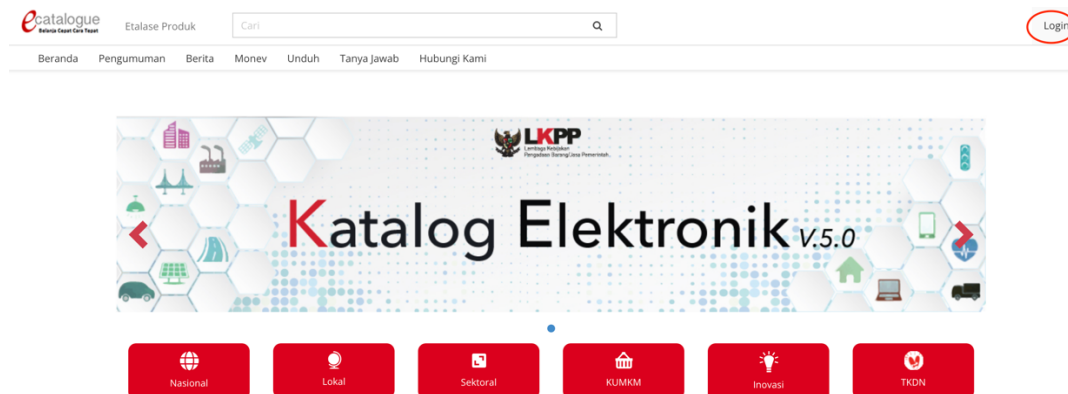 ecatalogue
Belanja Cepat Cara Tepat
Etalase Produk
Cari
Login
Beranda Pengumuman Berita Monev Unduh Tanya Jawab Hubungi Kami
LKPP
Lembaga Kebijakan
Pengadaan Barang/Jasa Pemerintah
Katalog Elektronik V.5.0
Nasional Lokal Sektoral KUMKM Inovasi TKDN